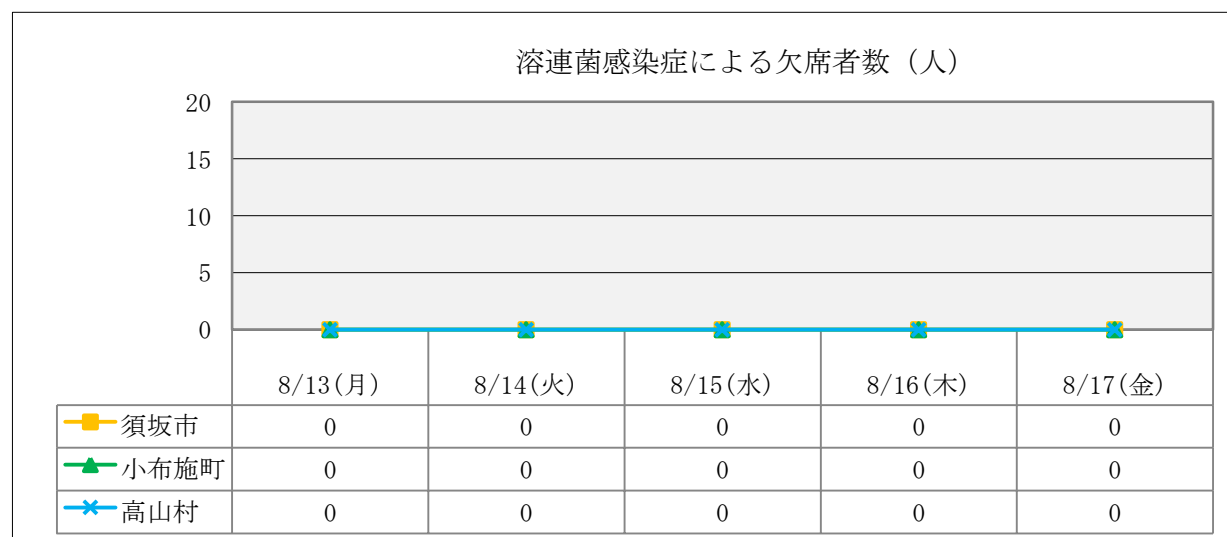 溶連菌感染症による欠席者数（人）
20
15
10
5
0
8/13(月) 8/14(火) 8/15(水) 8/16(木) 8/17(金)
須坂市 0 0 0 0 0
小布施町 0 0 0 0 0
高山村 0 0 0 0 0